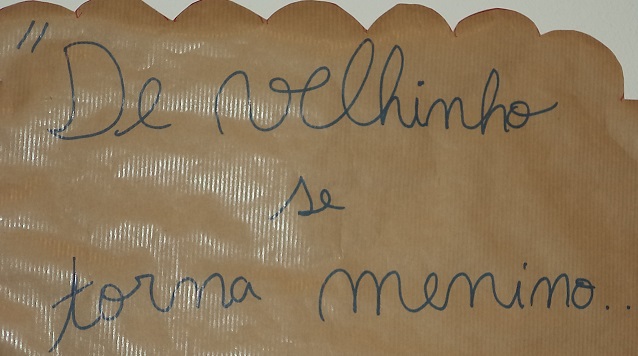 "De velhinho
se
torna menino..